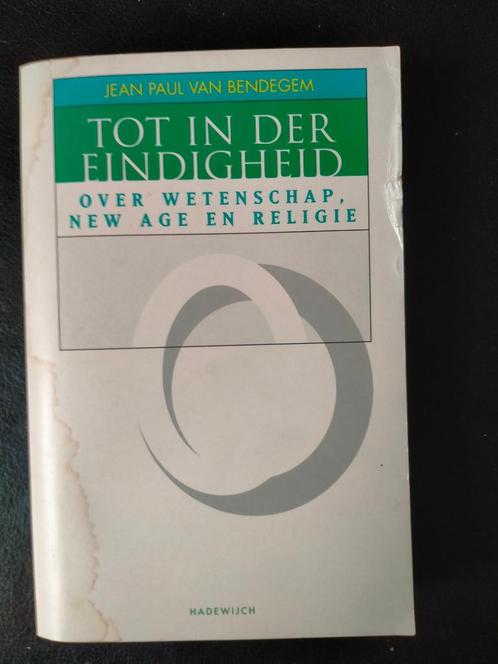 JEAN PAUL VAN BENDEGEM
TOT IN DER
EINDIGHEID
OVER WETENSCHAP,
NEW AGE EN RELIGIE
HADEWIJCH